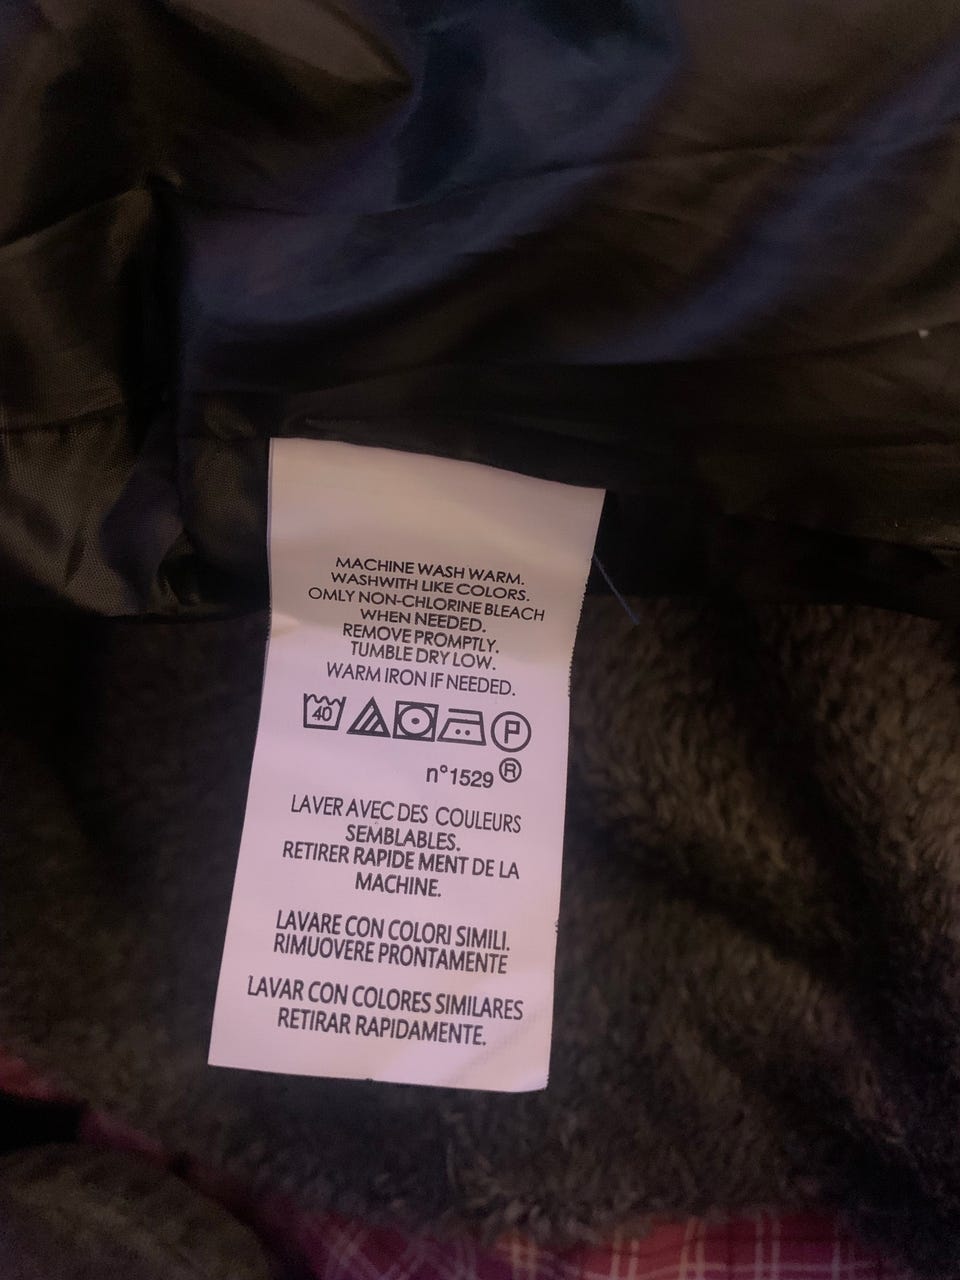 MACHINE WASH WARM.
WASHWITH LIKE COLORS.
OMLY NON-CHLORINE BLEACH
WHEN NEEDED.
REMOVE PROMPTLY.
TUMBLE DRY LOW.
WARM IRON IF NEEDED.
40 P
n°1529 ®
LAVER AVEC DES COULEURS
SEMBLABLES.
RETIRER RAPIDE MENT DE LA
MACHINE.
LAVARE CON COLORI SIMILI.
RIMUOVERE PRONTAMENTE
LAVAR CON COLORES SIMILARES
RETIRAR RAPIDAMENTE.